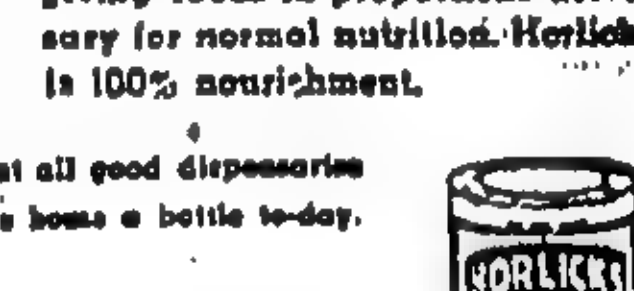 sary for normal nutrition. Horlicks
is 100% nourishment.
at all good dispensaries
home a bottle to-day.
HORLICKS